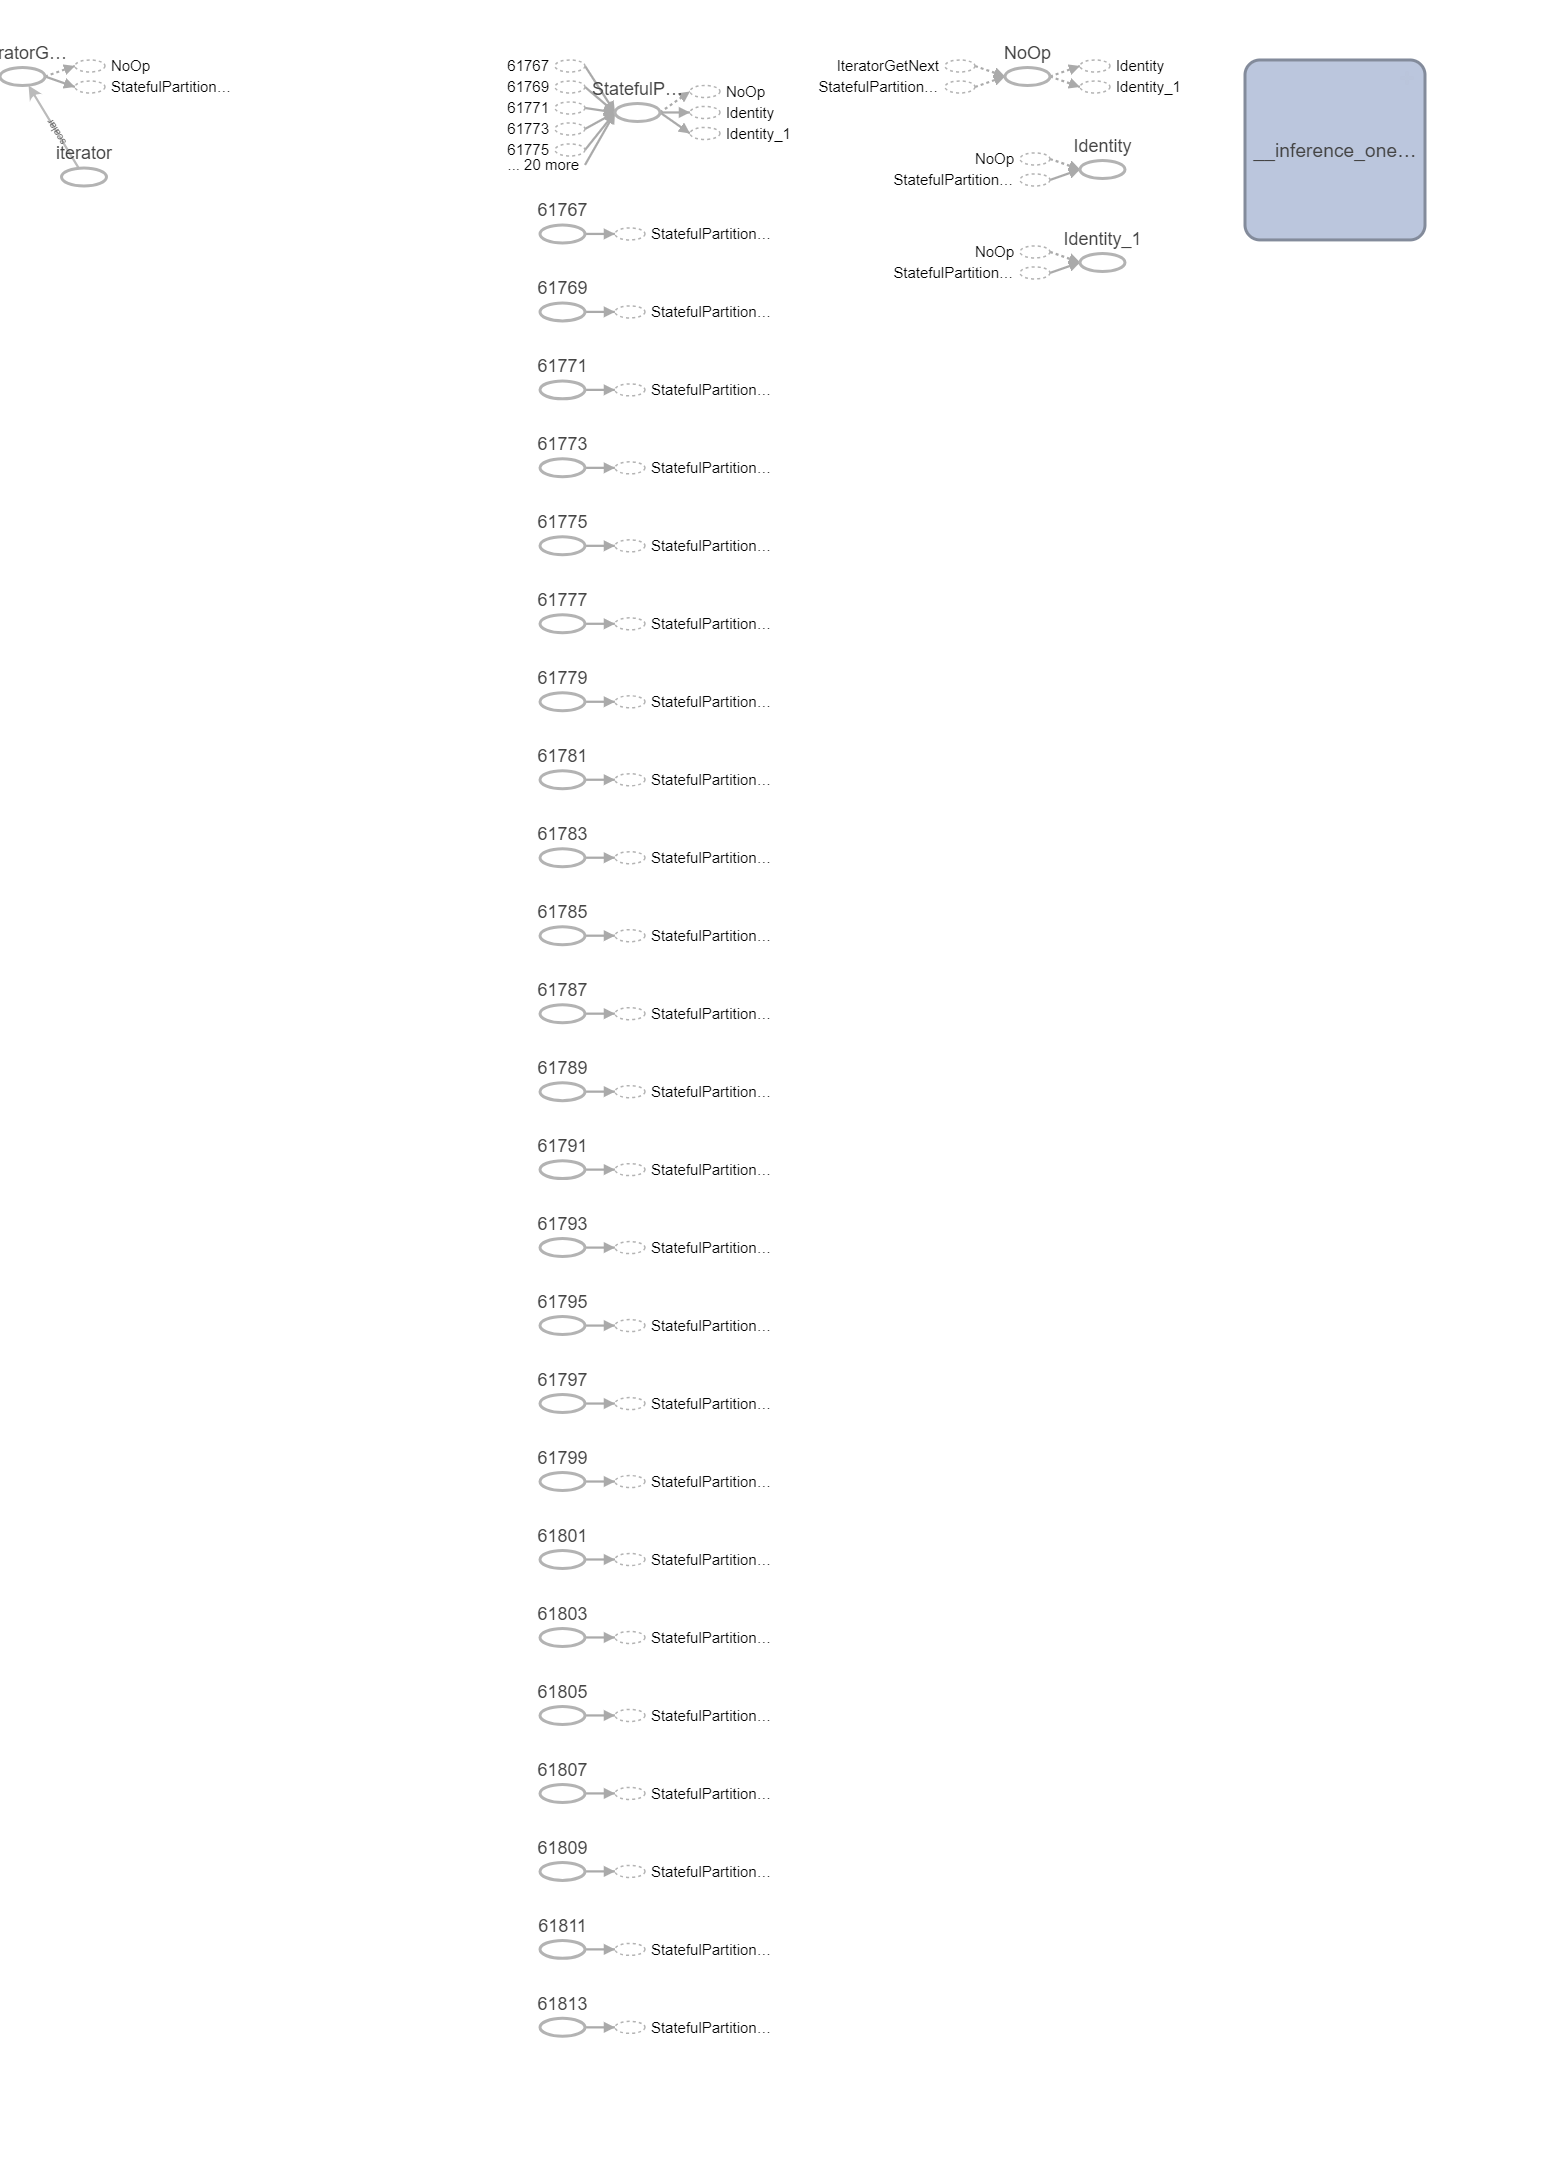 ratorG...
NoOp
StatefulPartition...
scalar
iterator
61767
61769
61771
61773
61775
... 20 more
StatefulP...
NoOp
Identity
Identity_1
61767
StatefulPartition...
61769
StatefulPartition...
61771
StatefulPartition...
61773
StatefulPartition...
61775
StatefulPartition...
61777
StatefulPartition...
61779
StatefulPartition...
61781
StatefulPartition...
61783
StatefulPartition...
61785
StatefulPartition...
61787
StatefulPartition...
61789
StatefulPartition...
61791
StatefulPartition...
61793
StatefulPartition...
61795
StatefulPartition...
61797
StatefulPartition...
61799
StatefulPartition...
61801
StatefulPartition...
61803
StatefulPartition...
61805
StatefulPartition...
61807
StatefulPartition...
61809
StatefulPartition...
61811
StatefulPartition...
61813
StatefulPartition...
NoOp
IteratorGetNext
StatefulPartition...
Identity
Identity_1
Identity
NoOp
StatefulPartition...
Identity_1
NoOp
StatefulPartition...
__inference_one...